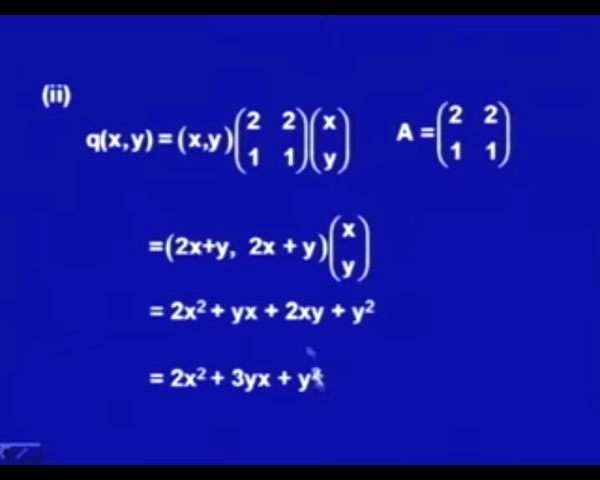 (ii)
q(x,y) = (x,y) (2 2 1 1) (x y) A = (2 2 1 1)
=(2x+y, 2x + y) (x y)
= 2x² + yx + 2xy + y²
= 2x² + 3yx + y²